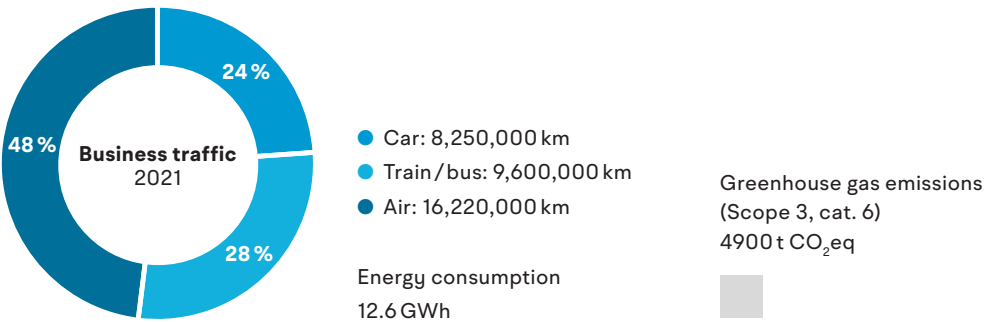 24 %
48 %
Business traffic
2021
28 %
Car: 8,250,000 km
Train / bus: 9,600,000 km
Air: 16,220,000 km
Energy consumption
12.6 GWh
Greenhouse gas emissions
(Scope 3, cat. 6)
4900 t CO₂eq